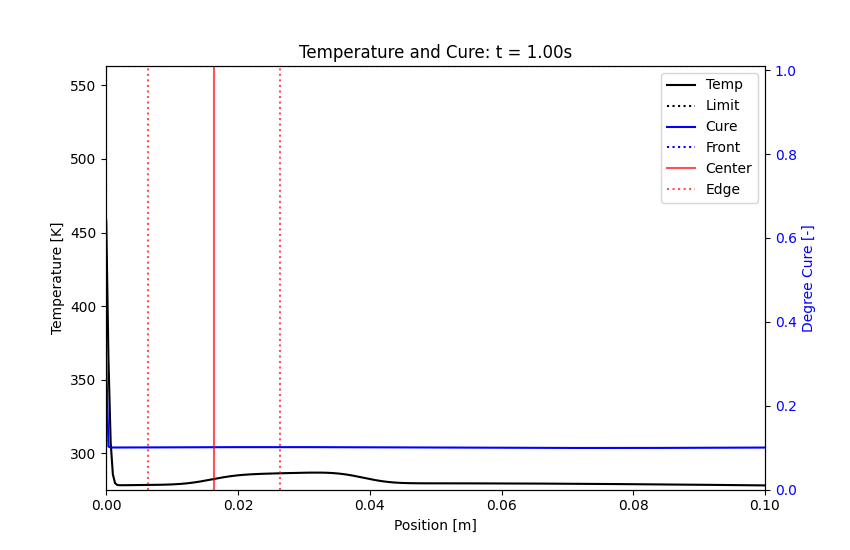 Temperature and Cure: t = 1.00s
550
500
450
400
350
300
Temperature [K]
1.0
0.8
0.6
0.4
0.2
0.0
Degree Cure [-]
Temp
Limit
Cure
Front
Center
Edge
0.00
0.02
0.04
0.06
0.08
0.10
Position [m]